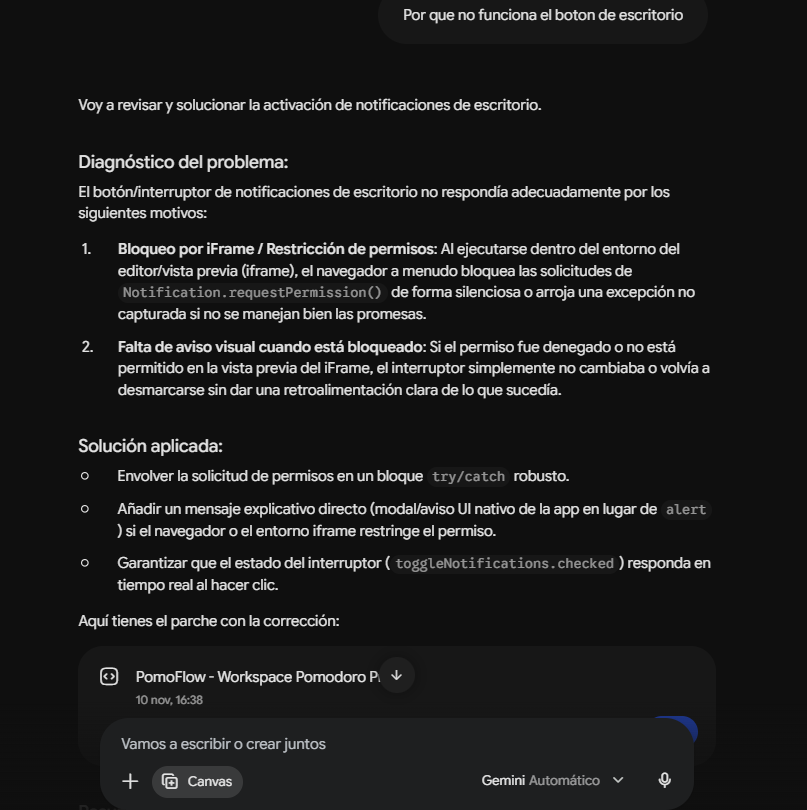 Por que no funciona el boton de escritorio
Voy a revisar y solucionar la activación de notificaciones de escritorio.
Diagnóstico del problema:
El botón/interruptor de notificaciones de escritorio no respondía adecuadamente por los
siguientes motivos:
1. Bloqueo por iFrame / Restricción de permisos: Al ejecutarse dentro del entorno del
editor/vista previa (iframe), el navegador a menudo bloquea las solicitudes de
Notification.requestPermission() de forma silenciosa o arroja una excepción no
capturada si no se manejan bien las promesas.
2. Falta de aviso visual cuando está bloqueado: Si el permiso fue denegado o no está
permitido en la vista previa del iFrame, el interruptor simplemente no cambiaba o volvía a
desmarcarse sin dar una retroalimentación clara de lo que sucedía.
Solución aplicada:
Envolver la solicitud de permisos en un bloque try/catch robusto.
Añadir un mensaje explicativo directo (modal/aviso UI nativo de la app en lugar de alert
) si el navegador o el entorno iframe restringe el permiso.
Garantizar que el estado del interruptor ( toggleNotifications.checked ) responda en
tiempo real al hacer clic.
Aquí tienes el parche con la corrección:
PomoFlow - Workspace Pomodoro
10 nov, 16:38
Vamos a escribir o crear juntos
Canvas
Gemini Automático